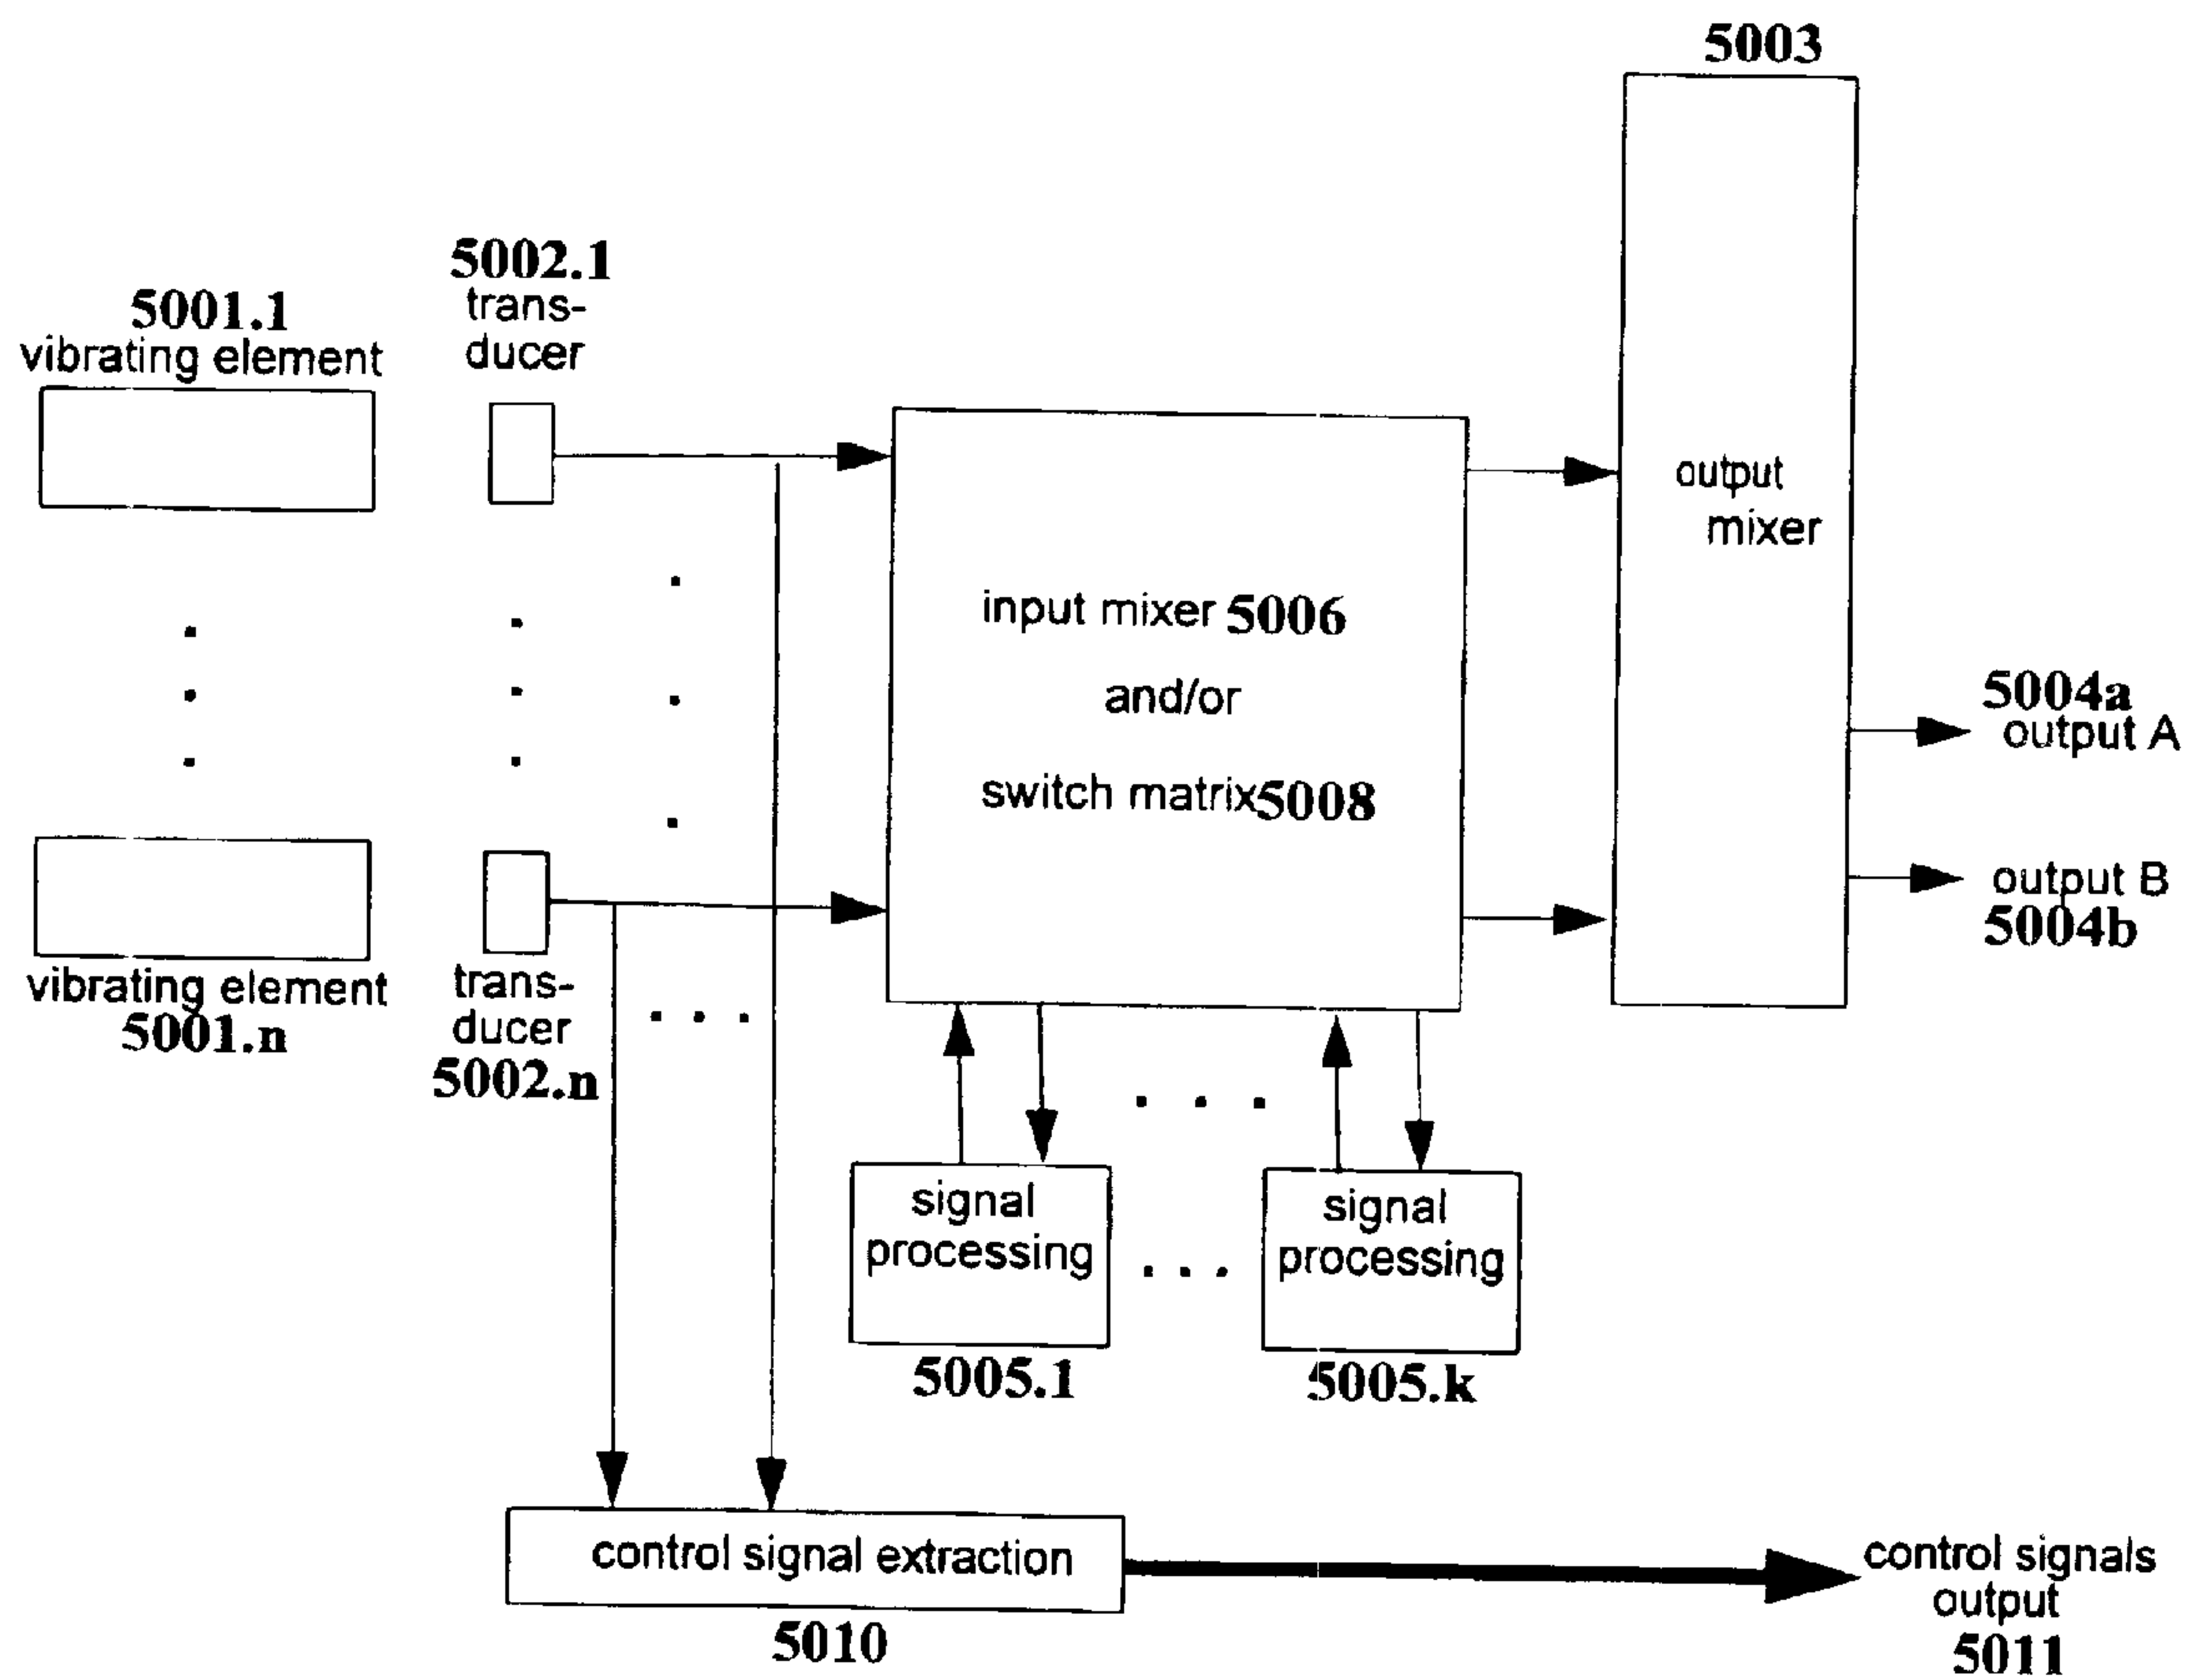 5003
5002.1
trans-
ducer
5001.1
vibrating element
output
mixer
input mixer 5006
and/or
switch matrix5008
5004a
output A
output B
5004b
vibrating element
5001.n
trans-
ducer
5002.n
signal
processing
5005.1
signal
processing
5005.k
control signal extraction
5010
control signals
output
5011